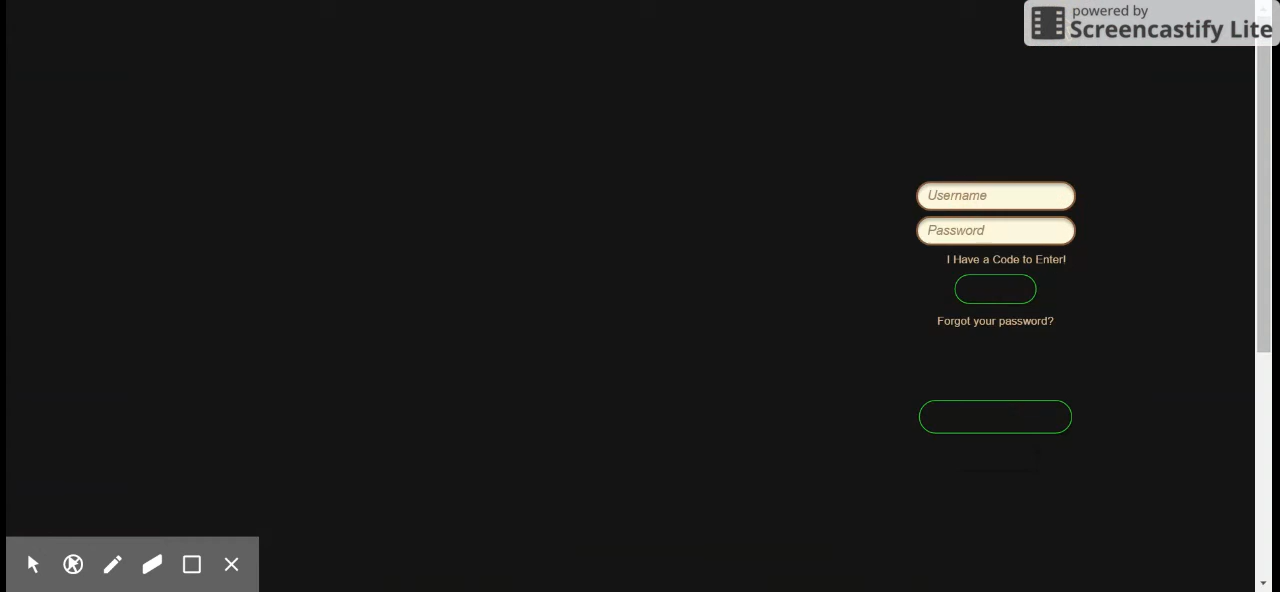 powered by
Screencastify Lite
Username
Password
I Have a Code to Enter!
Forgot your password?